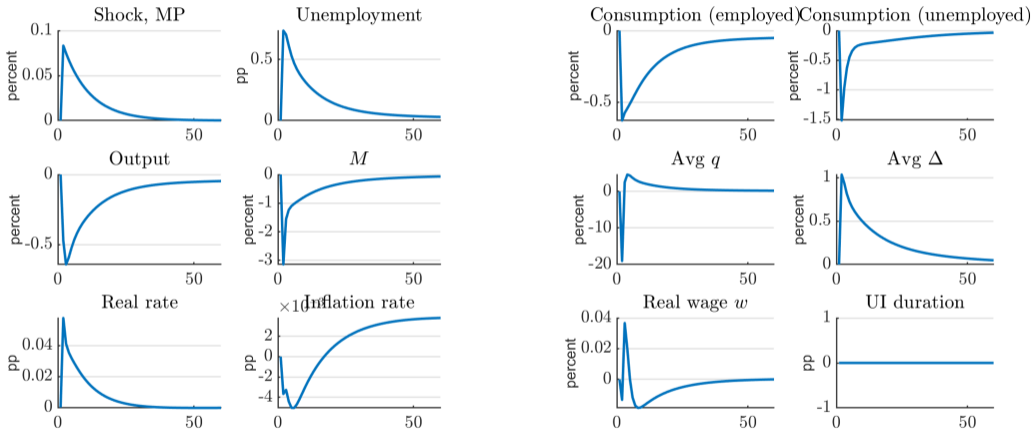 Shock, MP Unemployment Consumption (employed) Consumption (unemployed)
percent 0.1 0.05 0 0 50
pp 0.5 0 0 50
percent 0 -0.5 0 50
percent 0 -0.5 -1 -1.5 0 50
Output M Avg q Avg Δ
percent 0 -0.5 0 50
percent 0 -1 -2 -3 0 50
percent 0 -10 -20 0 50
percent 1 0.5 0 0 50
Real rate Inflation rate Real wage w UI duration
pp 0.04 0.02 0 0 50
×10 pp 2 0 -2 -4 0 50
percent 0.04 0.02 0 0 50
pp 1 0 -1 0 50